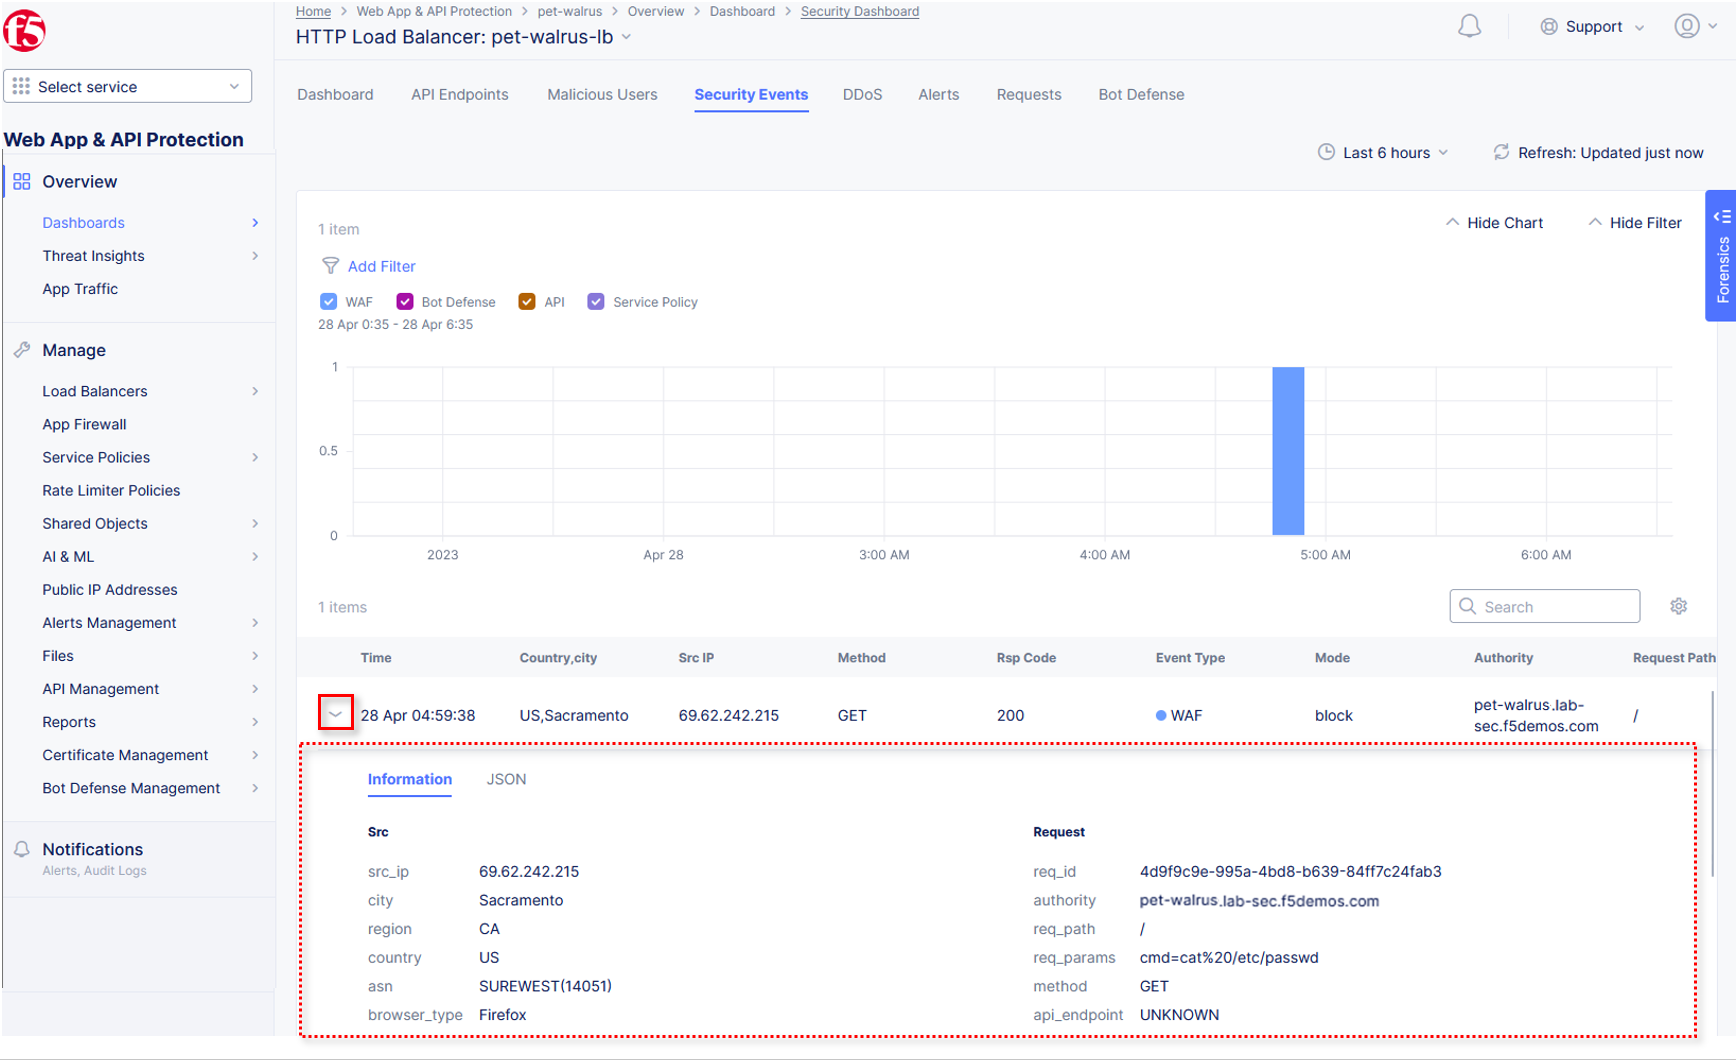 f5
Select service
Web App & API Protection
Overview
Dashboards
Threat Insights
App Traffic
Manage
Load Balancers
App Firewall
Service Policies
Rate Limiter Policies
Shared Objects
AI & ML
Public IP Addresses
Alerts Management
Files
API Management
Reports
Certificate Management
Bot Defense Management
Notifications
Alerts, Audit Logs
Home > Web App & API Protection > pet-walrus > Overview > Dashboard > Security Dashboard
HTTP Load Balancer: pet-walrus-lb
Support
Dashboard API Endpoints Malicious Users Security Events DDoS Alerts Requests Bot Defense
Last 6 hours Refresh: Updated just now
1 item Hide Chart Hide Filter
Forensics
Add Filter
WAF Bot Defense API Service Policy
28 Apr 0:35 - 28 Apr 6:35
1
0.5
0
2023 Apr 28 3:00 AM 4:00 AM 5:00 AM 6:00 AM
1 items Search
Time Country,city Src IP Method Rsp Code Event Type Mode Authority Request Path
28 Apr 04:59:38 US,Sacramento 69.62.242.215 GET 200 WAF block pet-walrus.lab-sec.f5demos.com /
Information JSON
Src Request
src_ip 69.62.242.215 req_id 4d9f9c9e-995a-4bd8-b639-84ff7c24fab3
city Sacramento authority pet-walrus.lab-sec.f5demos.com
region CA req_path /
country US req_params cmd=cat%20/etc/passwd
asn SUREWEST(14051) method GET
browser_type Firefox api_endpoint UNKNOWN